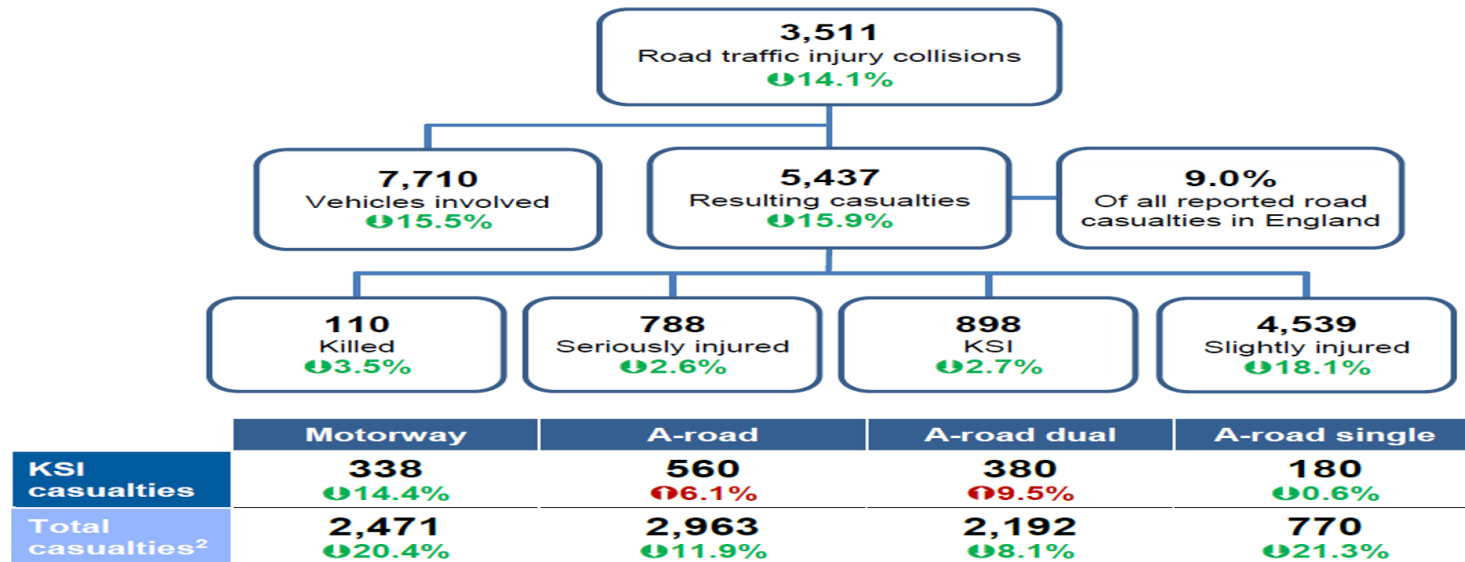 3,511
Road traffic injury collisions
⬇14.1%
7,710
Vehicles involved
⬇15.5%
5,437
Resulting casualties
⬇15.9%
9.0%
Of all reported road
casualties in England
110
Killed
⬇3.5%
788
Seriously injured
⬇2.6%
898
KSI
⬇2.7%
4,539
Slightly injured
⬇18.1%
Motorway A-road A-road dual A-road single
KSI casualties 338 560 380 180
⬇14.4% ⬆6.1% ⬆9.5% ⬇0.6%
Total casualties² 2,471 2,963 2,192 770
⬇20.4% ⬇11.9% ⬇8.1% ⬇21.3%